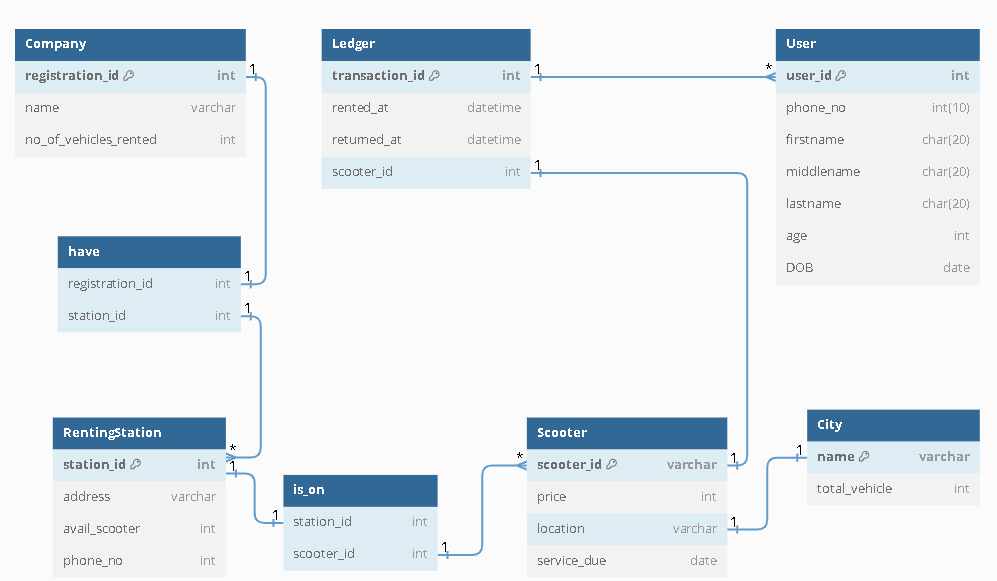 Company
registration_id int
name varchar
no_of_vehicles_rented int
1
Ledger
transaction_id int
rented_at datetime
returned_at datetime
scooter_id int
1
1
*
User
user_id int
phone_no int(10)
firstname char(20)
middlename char(20)
lastname char(20)
age int
DOB date
have
registration_id int
station_id int
1
1
RentingStation
station_id int
address varchar
avail_scooter int
phone_no int
*
1
is_on
station_id int
scooter_id int
1
1
*
Scooter
scooter_id varchar
price int
location varchar
service_due date
1
1
1
City
name varchar
total_vehicle int